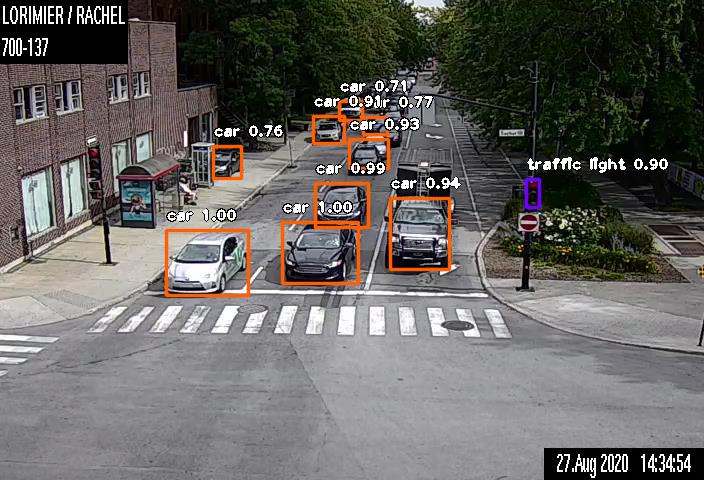 LORIMIER / RACHEL
700-137
car 0.71
car 0.77
car 0.93
car 0.76
car 0.99
traffic light 0.90
car 0.94
car 1.00
car 1.00
27.Aug 2020 14:34:54